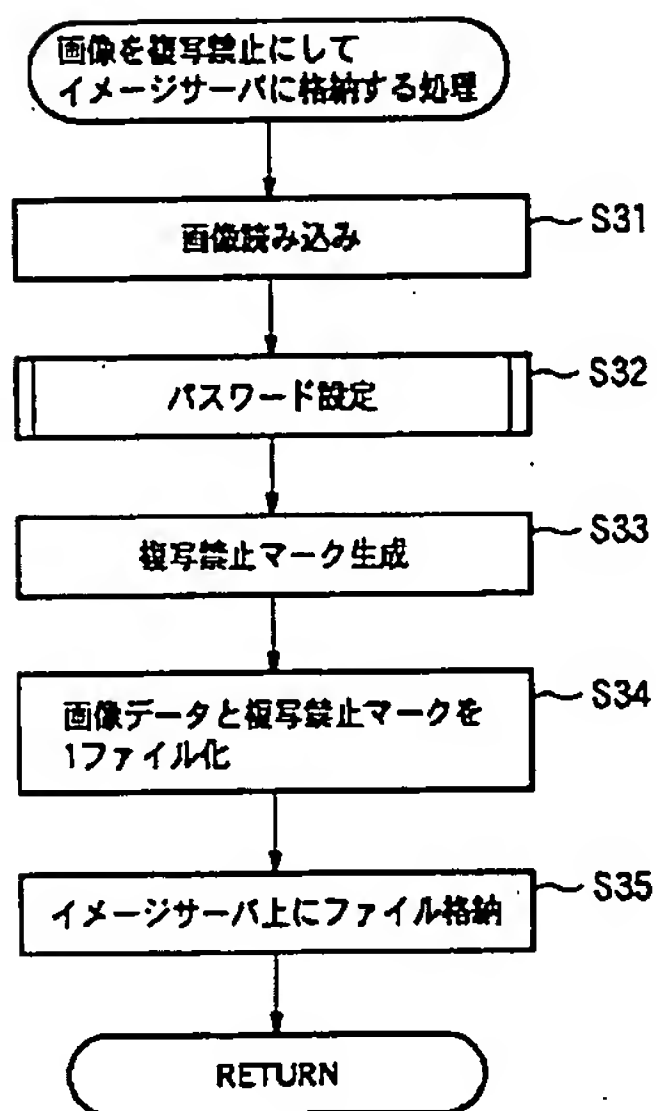 画像を複写禁止にして
イメージサーバに格納する処理
画像読み込み
S31
パスワード設定
S32
複写禁止マーク生成
S33
画像データと複写禁止マークを
1ファイル化
S34
イメージサーバ上にファイル格納
S35
RETURN